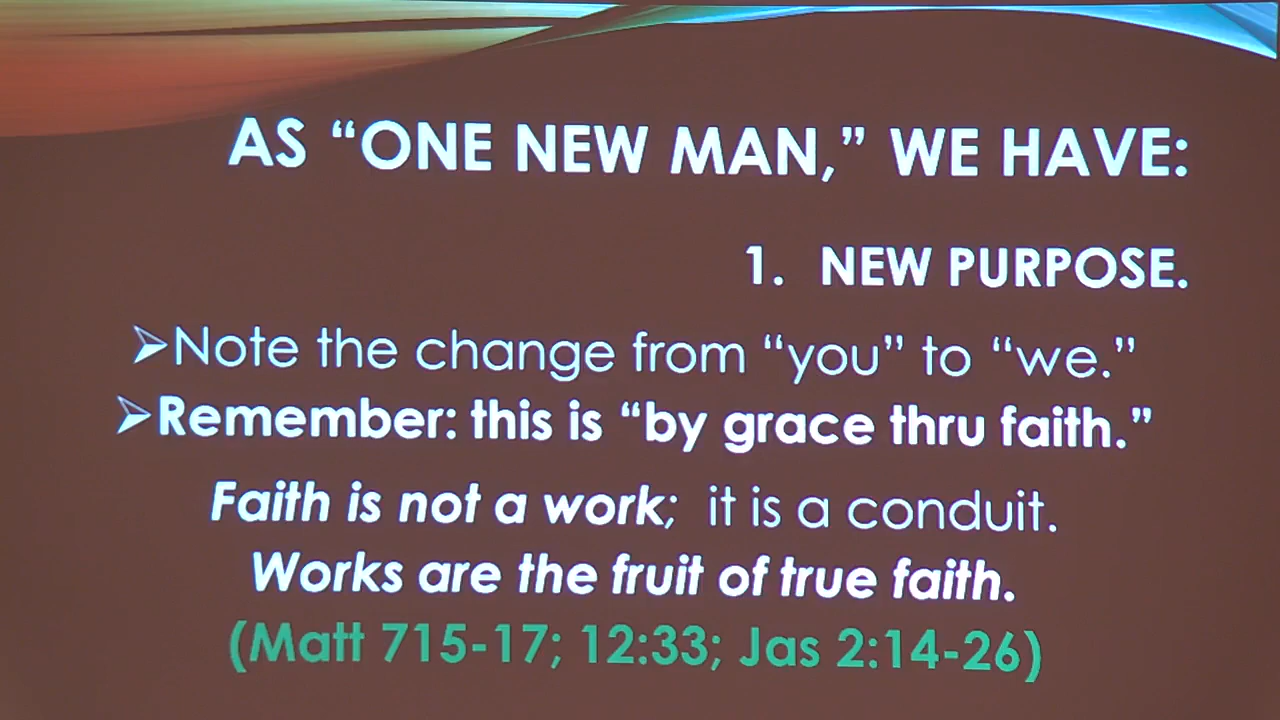 AS “ONE NEW MAN,” WE HAVE:
1. NEW PURPOSE.
➢Note the change from “you” to “we.”
➢Remember: this is “by grace thru faith.”
Faith is not a work; it is a conduit.
Works are the fruit of true faith.
(Matt 715-17; 12:33; Jas 2:14-26)